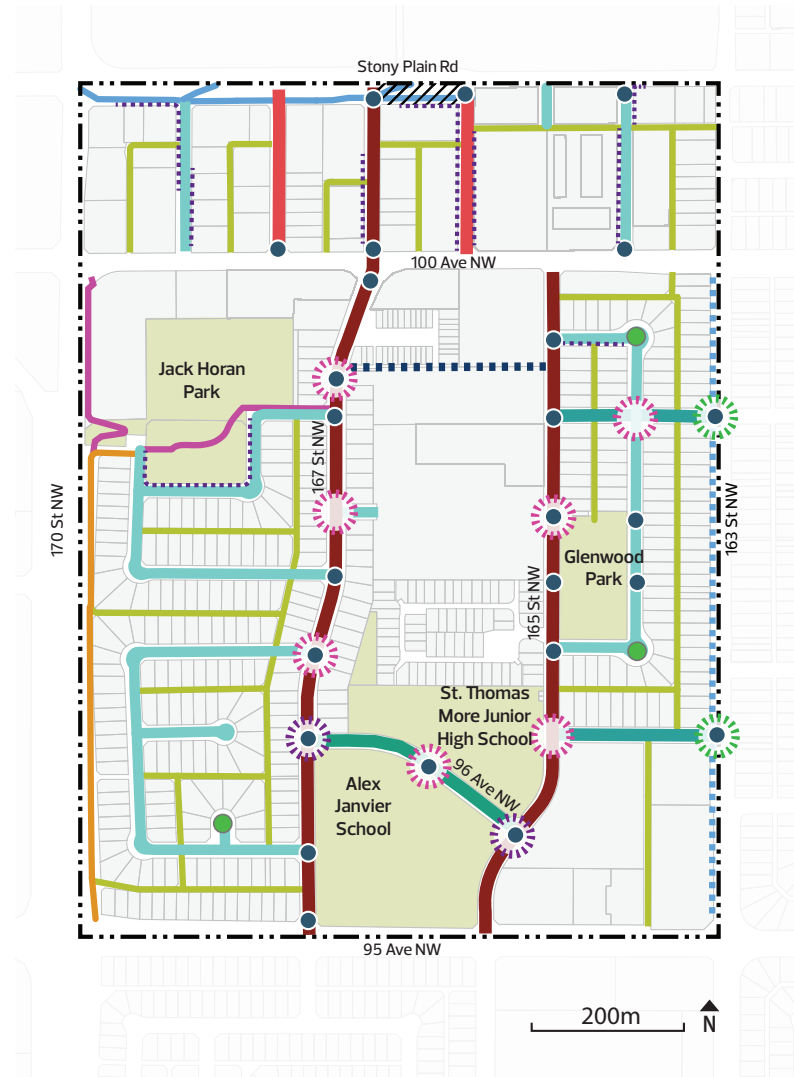 Stony Plain Rd
100 Ave NW
Jack Horan
Park
167 St NW
170 St NW
163 St NW
Glenwood
Park
165 St NW
St. Thomas
More Junior
High School
96 Ave NW
Alex
Janvier
School
95 Ave NW
200m
N